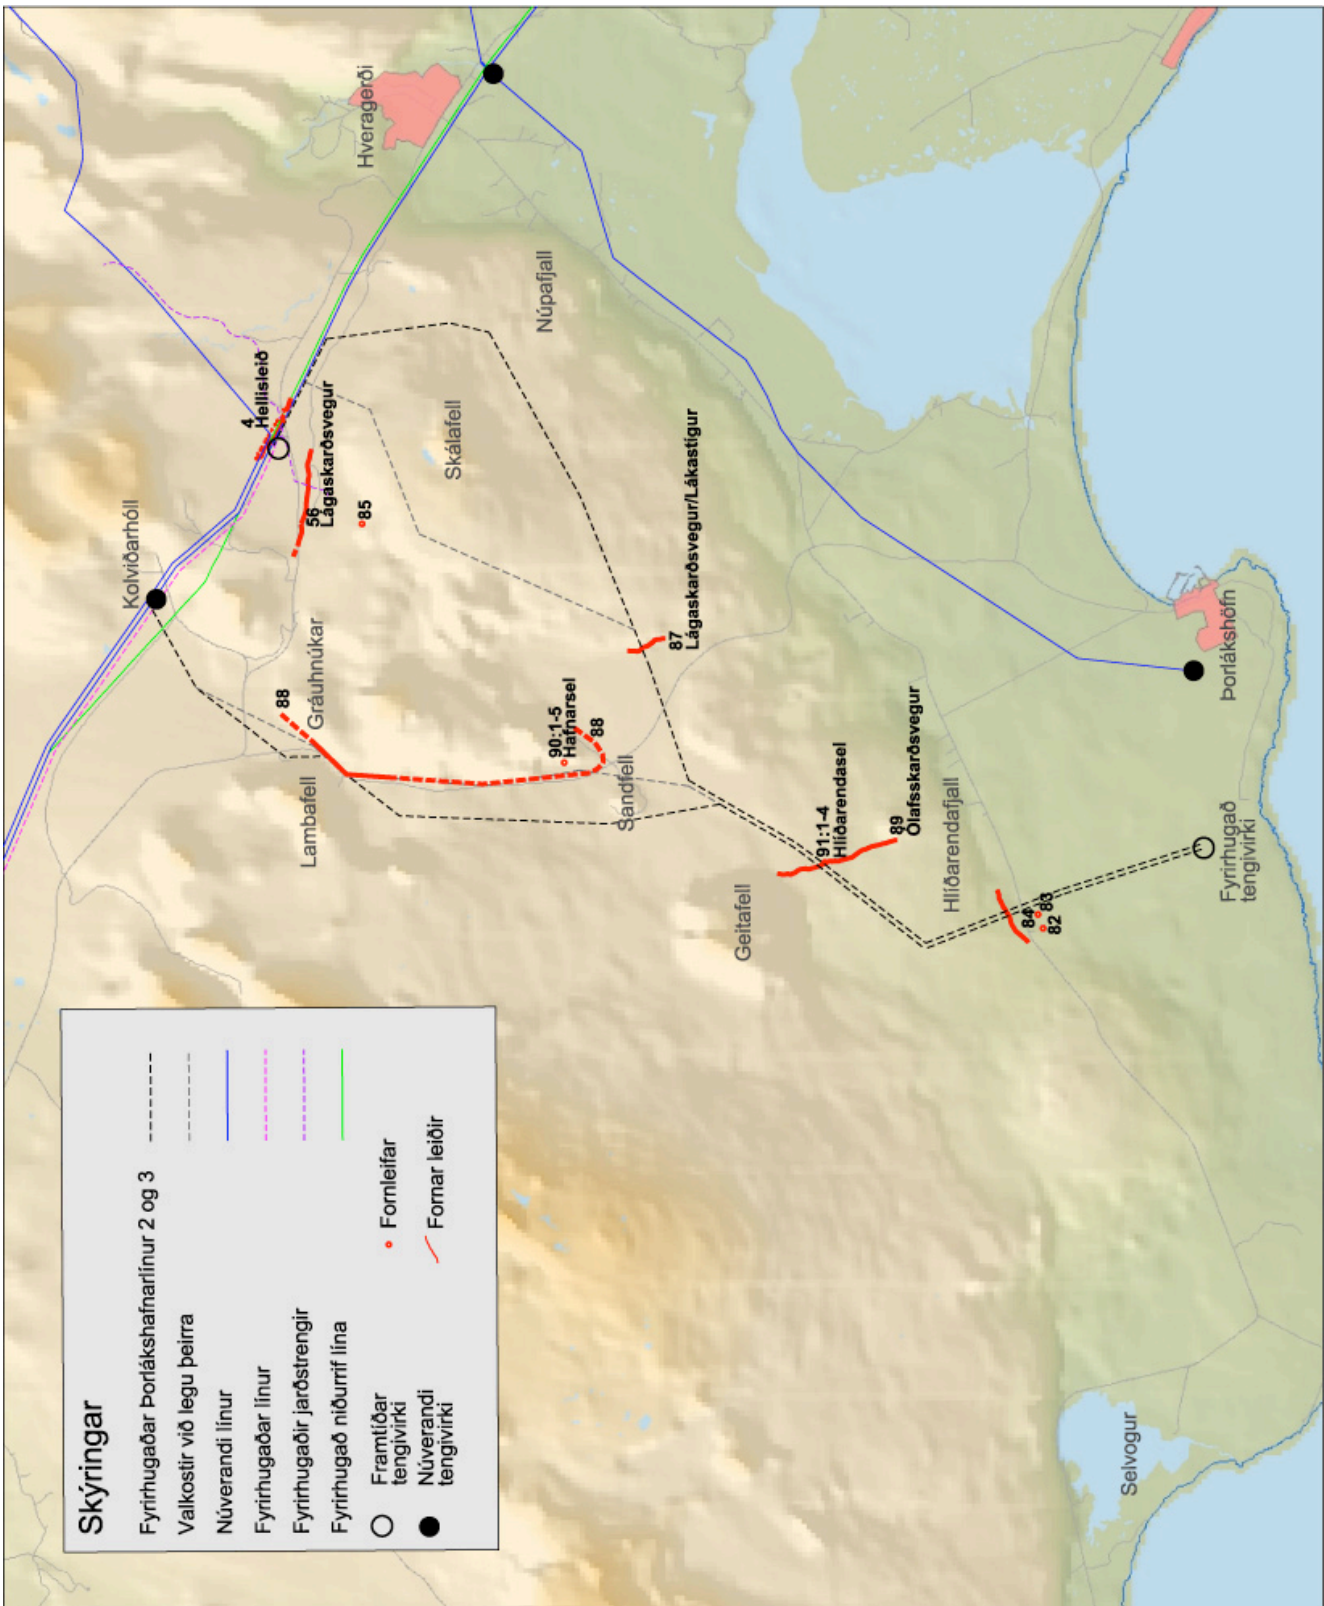 Skýringar
Fyrirhugaðar Þorlákshafnarlínur 2 og 3
Valkostir við legu þeirra
Núverandi línur
Fyrirhugaðar línur
Fyrirhugaðir jarðstrengir
Fyrirhugað niðurrif lína
Framtíðar
tengivirki
Núverandi
tengivirki
Fornleifar
Fornar leiðir
Hveragerði
Kolviðarhóll
4
Hellisleið
56
Lágaskarðsvegur
85
Skálafell
Núpafjall
88
Gráuhnúkar
Lambafell
90:1-5
Hafnarsel
88
Sandfell
87
Lágaskarðsvegur/Lákastígur
91:1-4
Hlíðarendasel
89
Ólafsskarðsvegur
Geitafell
Hlíðarendafjall
84
83
82
Þorlákshöfn
Fyrirhugað
tengivirki
Selvogur